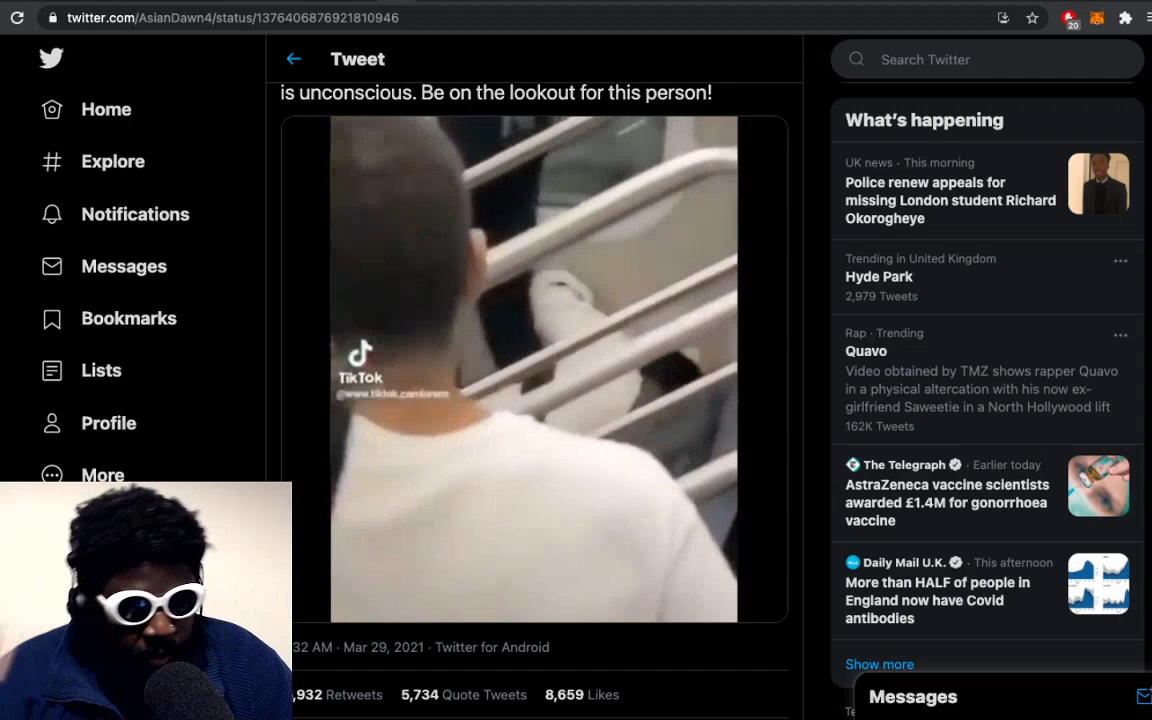 twitter.com/AsianDawn4/status/1376406876921810946
20
Home
Explore
Notifications
Messages
Bookmarks
Lists
Profile
More
Tweet
is unconscious. Be on the lookout for this person!
TikTok
32 AM · Mar 29, 2021 · Twitter for Android
,932 Retweets 5,734 Quote Tweets 8,659 Likes
Search Twitter
What's happening
UK news · This morning
Police renew appeals for
missing London student Richard
Okorogheye
Trending in United Kingdom
Hyde Park
2,979 Tweets
Rap · Trending
Quavo
Video obtained by TMZ shows rapper Quavo
in a physical altercation with his now ex-
girlfriend Saweetie in a North Hollywood lift
162K Tweets
The Telegraph · Earlier today
AstraZeneca vaccine scientists
awarded £1.4M for gonorrhoea
vaccine
Daily Mail U.K. · This afternoon
More than HALF of people in
England now have Covid
antibodies
Show more
Messages